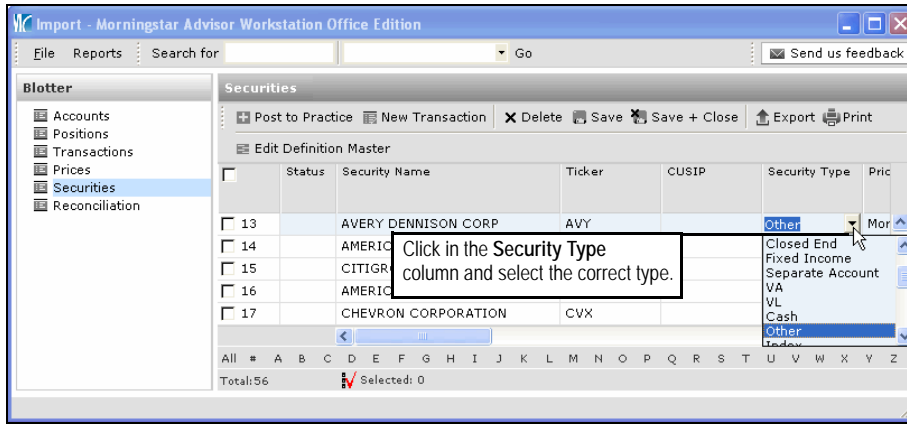 Import - Morningstar Advisor Workstation Office Edition
File Reports Search for Go Send us feedback
Blotter
Accounts
Positions
Transactions
Prices
Securities
Reconciliation
Securities
Post to Practice New Transaction Delete Save Save + Close Export Print
Edit Definition Master
Status Security Name Ticker CUSIP Security Type Pric
13 AVERY DENNISON CORP AVY Other Mor
14 AMERIC
15 CITIGR
16 AMERIC
17 CHEVRON CORPORATION CVX
Click in the Security Type
column and select the correct type.
Closed End
Fixed Income
Separate Account
VA
VL
Cash
Other
Index
All # A B C D E F G H I J K L M N O P Q R S T U V W X Y Z
Total:56 Selected: 0